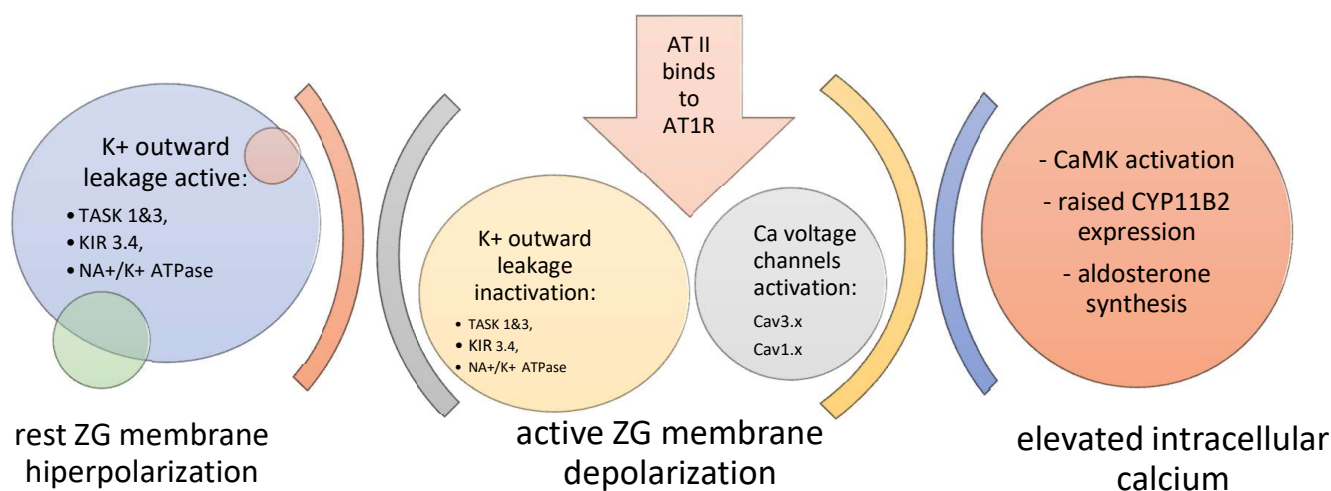 K+ outward
leakage active:
• TASK 1&3,
• KIR 3.4,
• NA+/K+ ATPase
rest ZG membrane
hiperpolarization
AT II
binds
to
AT1R
K+ outward
leakage
inactivation:
• TASK 1&3,
• KIR 3.4,
• NA+/K+ ATPase
Ca voltage
channels
activation:
Cav3.x
Cav1.x
active ZG membrane
depolarization
- CaMK activation
- raised CYP11B2
expression
- aldosterone
synthesis
elevated intracellular
calcium